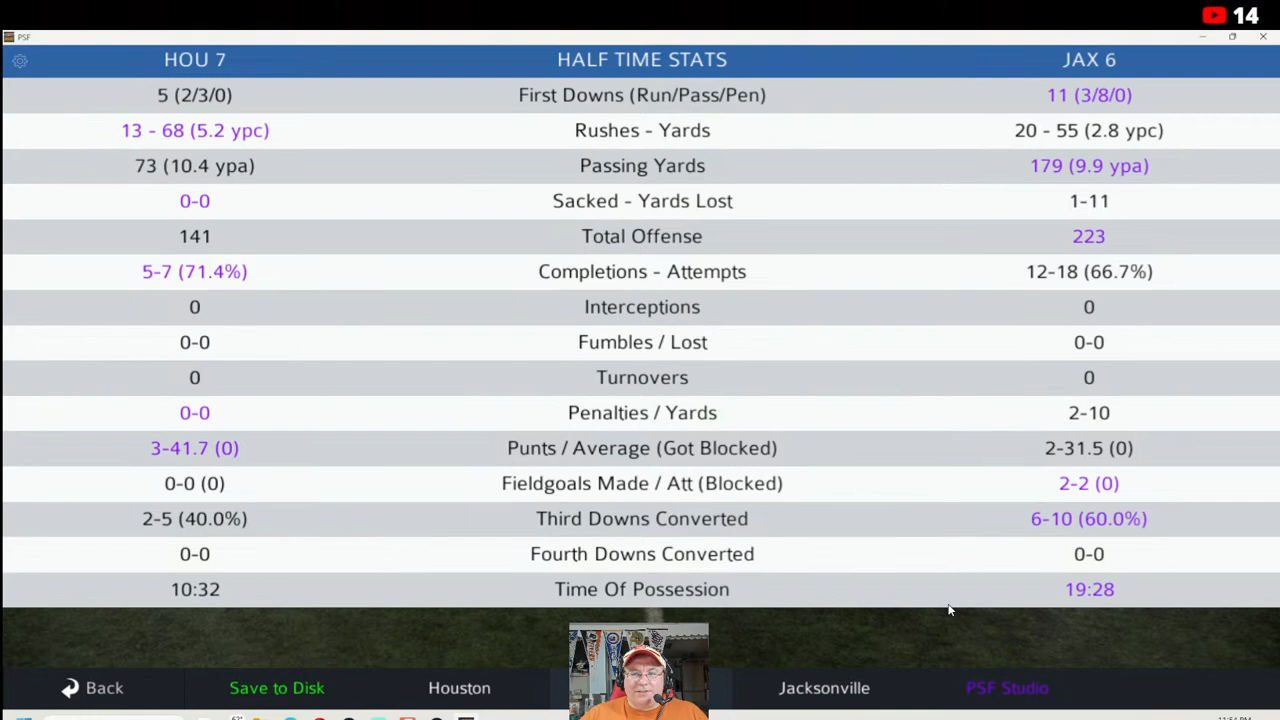 14
PSF
HOU 7 HALF TIME STATS JAX 6
5 (2/3/0) First Downs (Run/Pass/Pen) 11 (3/8/0)
13 - 68 (5.2 ypc) Rushes - Yards 20 - 55 (2.8 ypc)
73 (10.4 ypa) Passing Yards 179 (9.9 ypa)
0-0 Sacked - Yards Lost 1-11
141 Total Offense 223
5-7 (71.4%) Completions - Attempts 12-18 (66.7%)
0 Interceptions 0
0-0 Fumbles / Lost 0-0
0 Turnovers 0
0-0 Penalties / Yards 2-10
3-41.7 (0) Punts / Average (Got Blocked) 2-31.5 (0)
0-0 (0) Fieldgoals Made / Att (Blocked) 2-2 (0)
2-5 (40.0%) Third Downs Converted 6-10 (60.0%)
0-0 Fourth Downs Converted 0-0
10:32 Time Of Possession 19:28
Back Save to Disk Houston Jacksonville PSF Studio